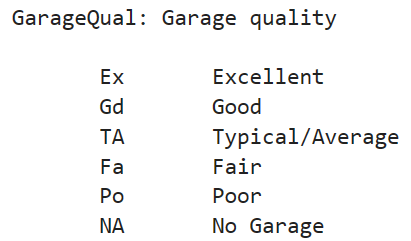 GarageQual: Garage quality
Ex Excellent
Gd Good
TA Typical/Average
Fa Fair
Po Poor
NA No Garage